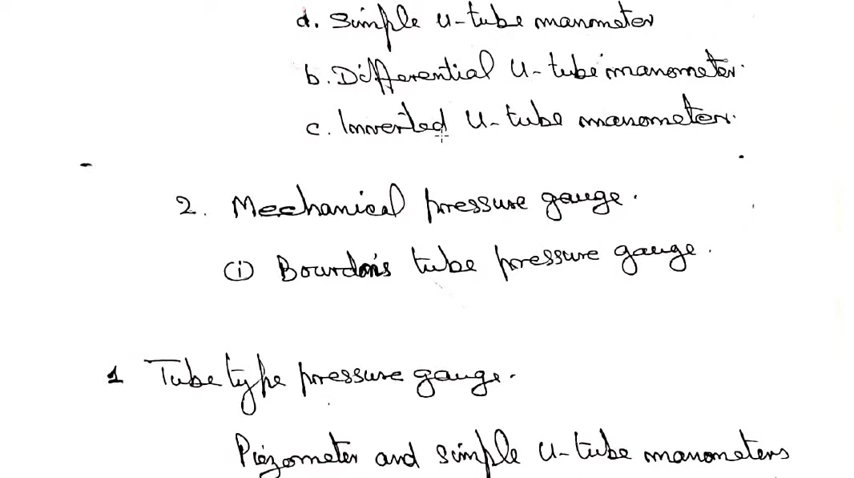 a. Simple U-tube manometer
b. Differential U-tube manometer.
c. Inverted U-tube manometer.
2. Mechanical pressure gauge.
(i) Bourdon's tube pressure gauge.
1 Tube type pressure gauge.
Piezometer and simple U-tube manometers